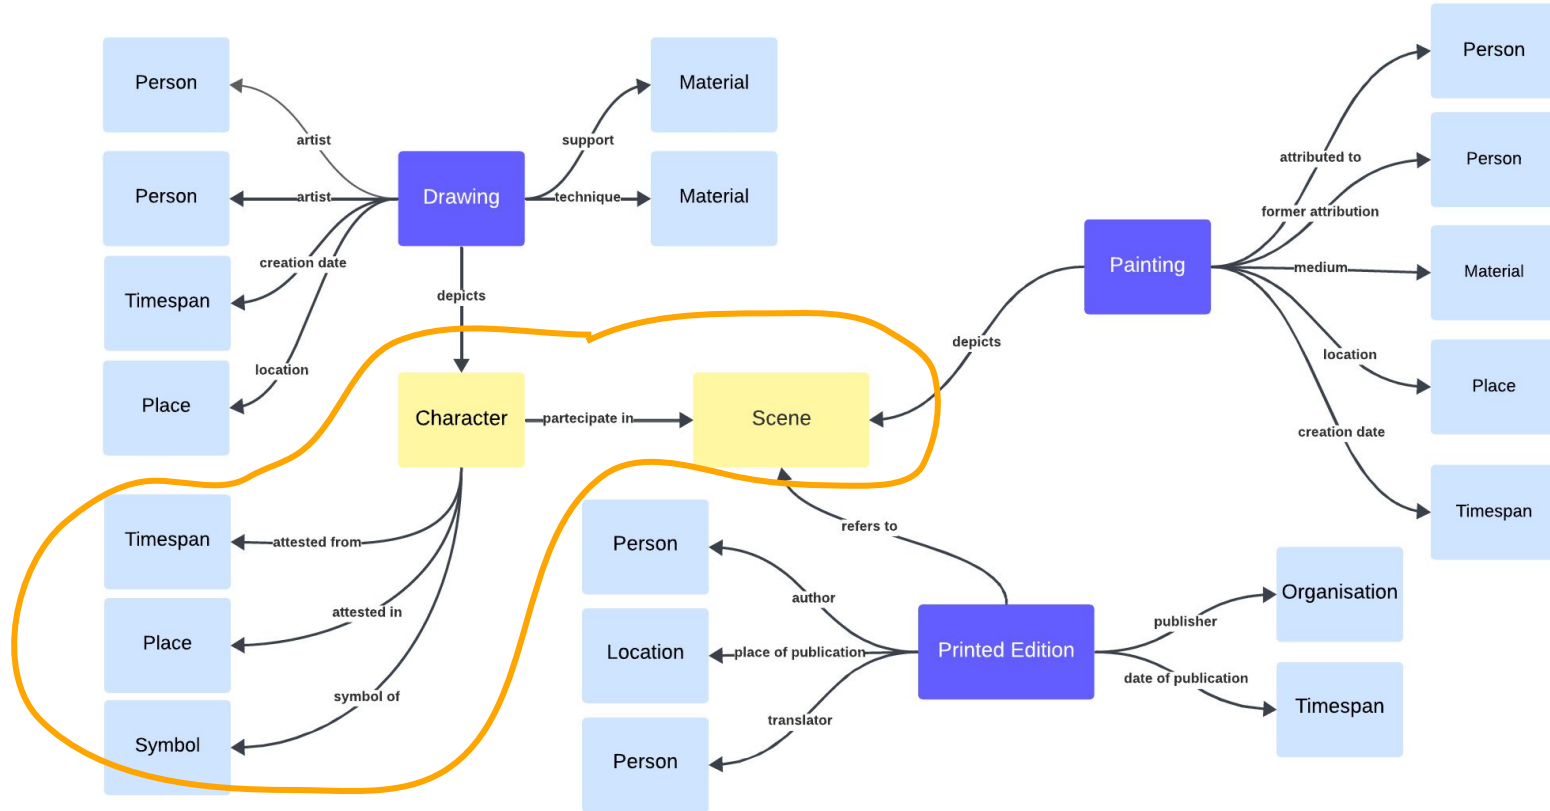 Person
artist
Person
artist
creation date
Timespan
location
Place
Drawing
support
Material
technique
Material
depicts
Character
partecipate in
Scene
depicts
Painting
attributed to
Person
former attribution
Person
medium
Material
location
Place
creation date
Timespan
attested from
Timespan
attested in
Place
symbol of
Symbol
refers to
Printed Edition
author
Person
place of publication
Location
translator
Person
publisher
Organisation
date of publication
Timespan